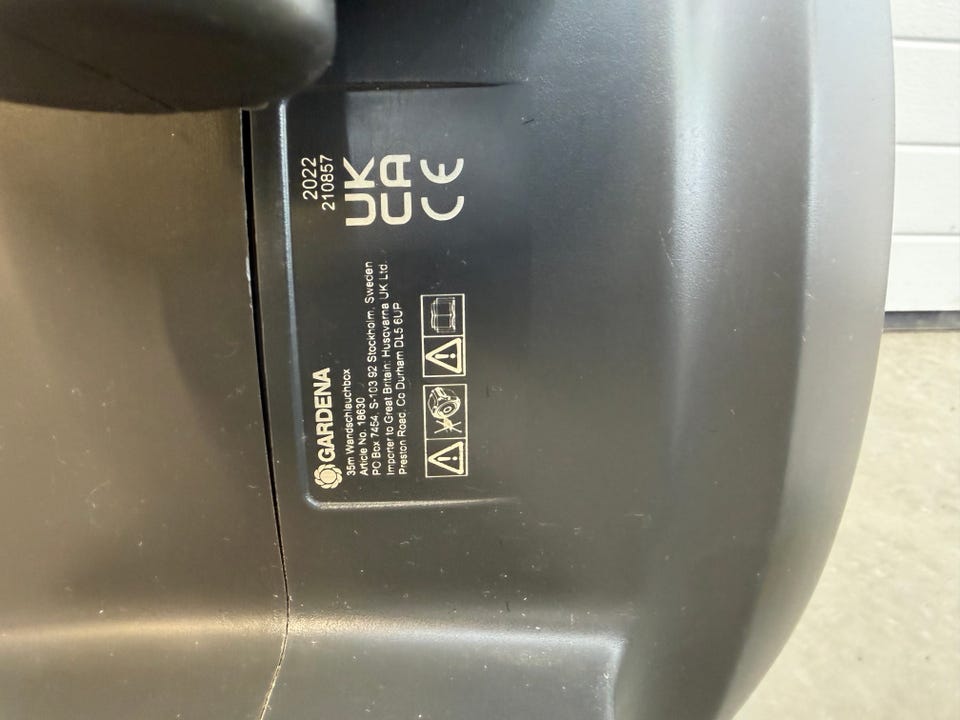 GARDENA
35m Wandschlauchbox
Article No. 18630
PO Box 7454, S-103 92 Stockholm, Sweden
Importer to Great Britain: Husqvarna UK Ltd
Preston Road, Co Durham DL5 6UP
2022
210857
UK
CA
CE